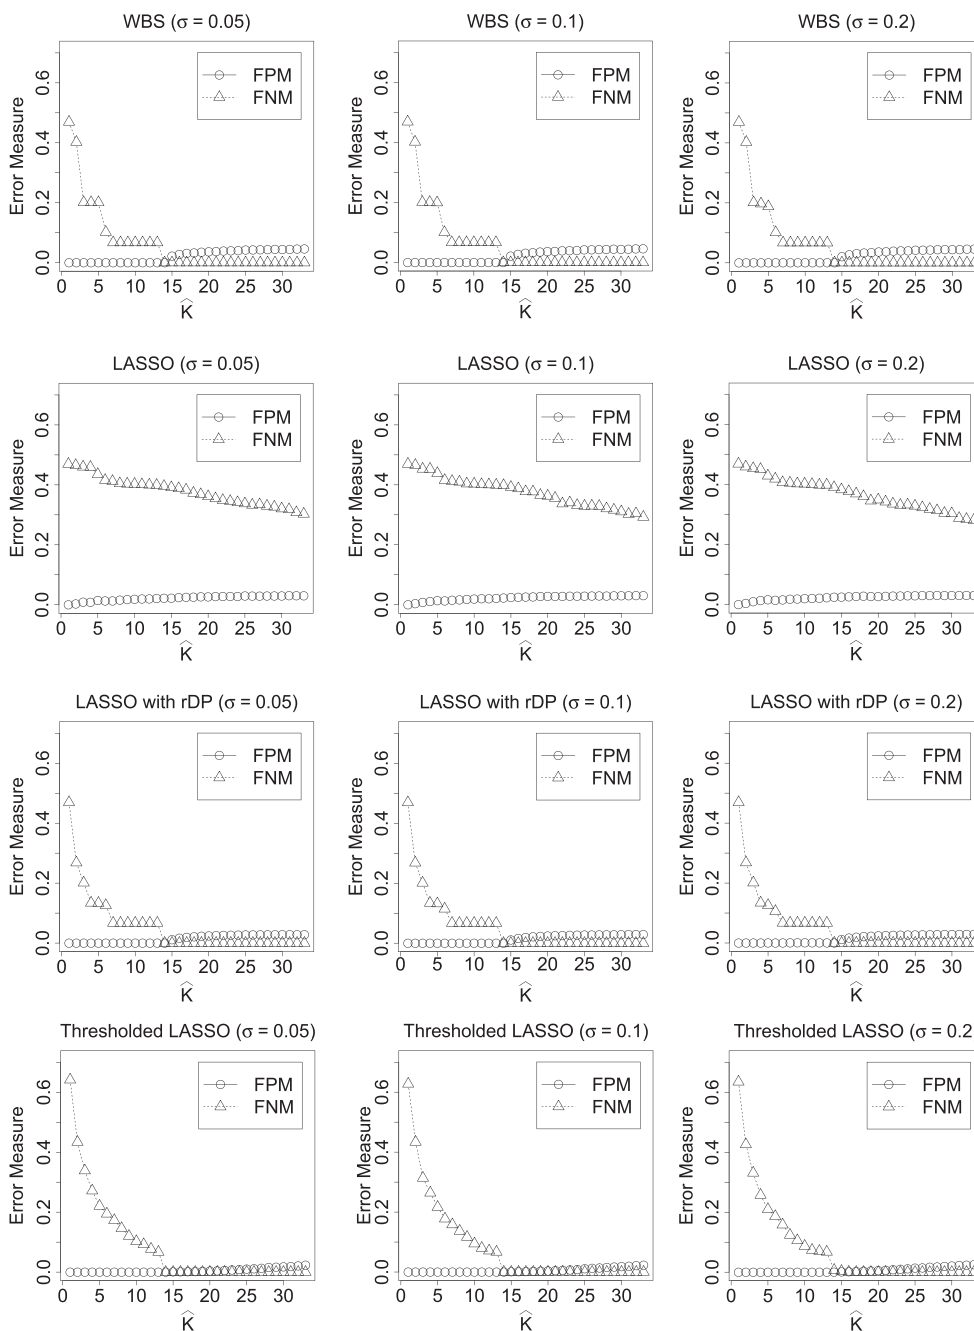 WBS (σ = 0.05)
WBS (σ = 0.1)
WBS (σ = 0.2)
Error Measure
0.0 0.2 0.4 0.6
FPM
FNM
0 5 10 15 20 25 30
K̂
Error Measure
0.0 0.2 0.4 0.6
FPM
FNM
0 5 10 15 20 25 30
K̂
Error Measure
0.0 0.2 0.4 0.6
FPM
FNM
0 5 10 15 20 25 30
K̂
LASSO (σ = 0.05)
LASSO (σ = 0.1)
LASSO (σ = 0.2)
Error Measure
0.0 0.2 0.4 0.6
FPM
FNM
0 5 10 15 20 25 30
K̂
Error Measure
0.0 0.2 0.4 0.6
FPM
FNM
0 5 10 15 20 25 30
K̂
Error Measure
0.0 0.2 0.4 0.6
FPM
FNM
0 5 10 15 20 25 30
K̂
LASSO with rDP (σ = 0.05)
LASSO with rDP (σ = 0.1)
LASSO with rDP (σ = 0.2)
Error Measure
0.0 0.2 0.4 0.6
FPM
FNM
0 5 10 15 20 25 30
K̂
Error Measure
0.0 0.2 0.4 0.6
FPM
FNM
0 5 10 15 20 25 30
K̂
Error Measure
0.0 0.2 0.4 0.6
FPM
FNM
0 5 10 15 20 25 30
K̂
Thresholded LASSO (σ = 0.05)
Thresholded LASSO (σ = 0.1)
Thresholded LASSO (σ = 0.2
Error Measure
0.0 0.2 0.4 0.6
FPM
FNM
0 5 10 15 20 25 30
K̂
Error Measure
0.0 0.2 0.4 0.6
FPM
FNM
0 5 10 15 20 25 30
K̂
Error Measure
0.0 0.2 0.4 0.6
FPM
FNM
0 5 10 15 20 25 30
K̂